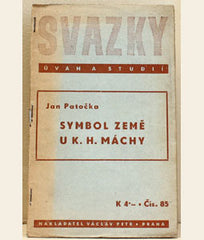 SVAZKY
ÚVAH A STUDIÍ
Jan Patočka
SYMBOL ZEMĚ
U K. H. MÁCHY
K 4·— • Čís. 85
NAKLADATEL VÁCLAV PETR • PRAHA